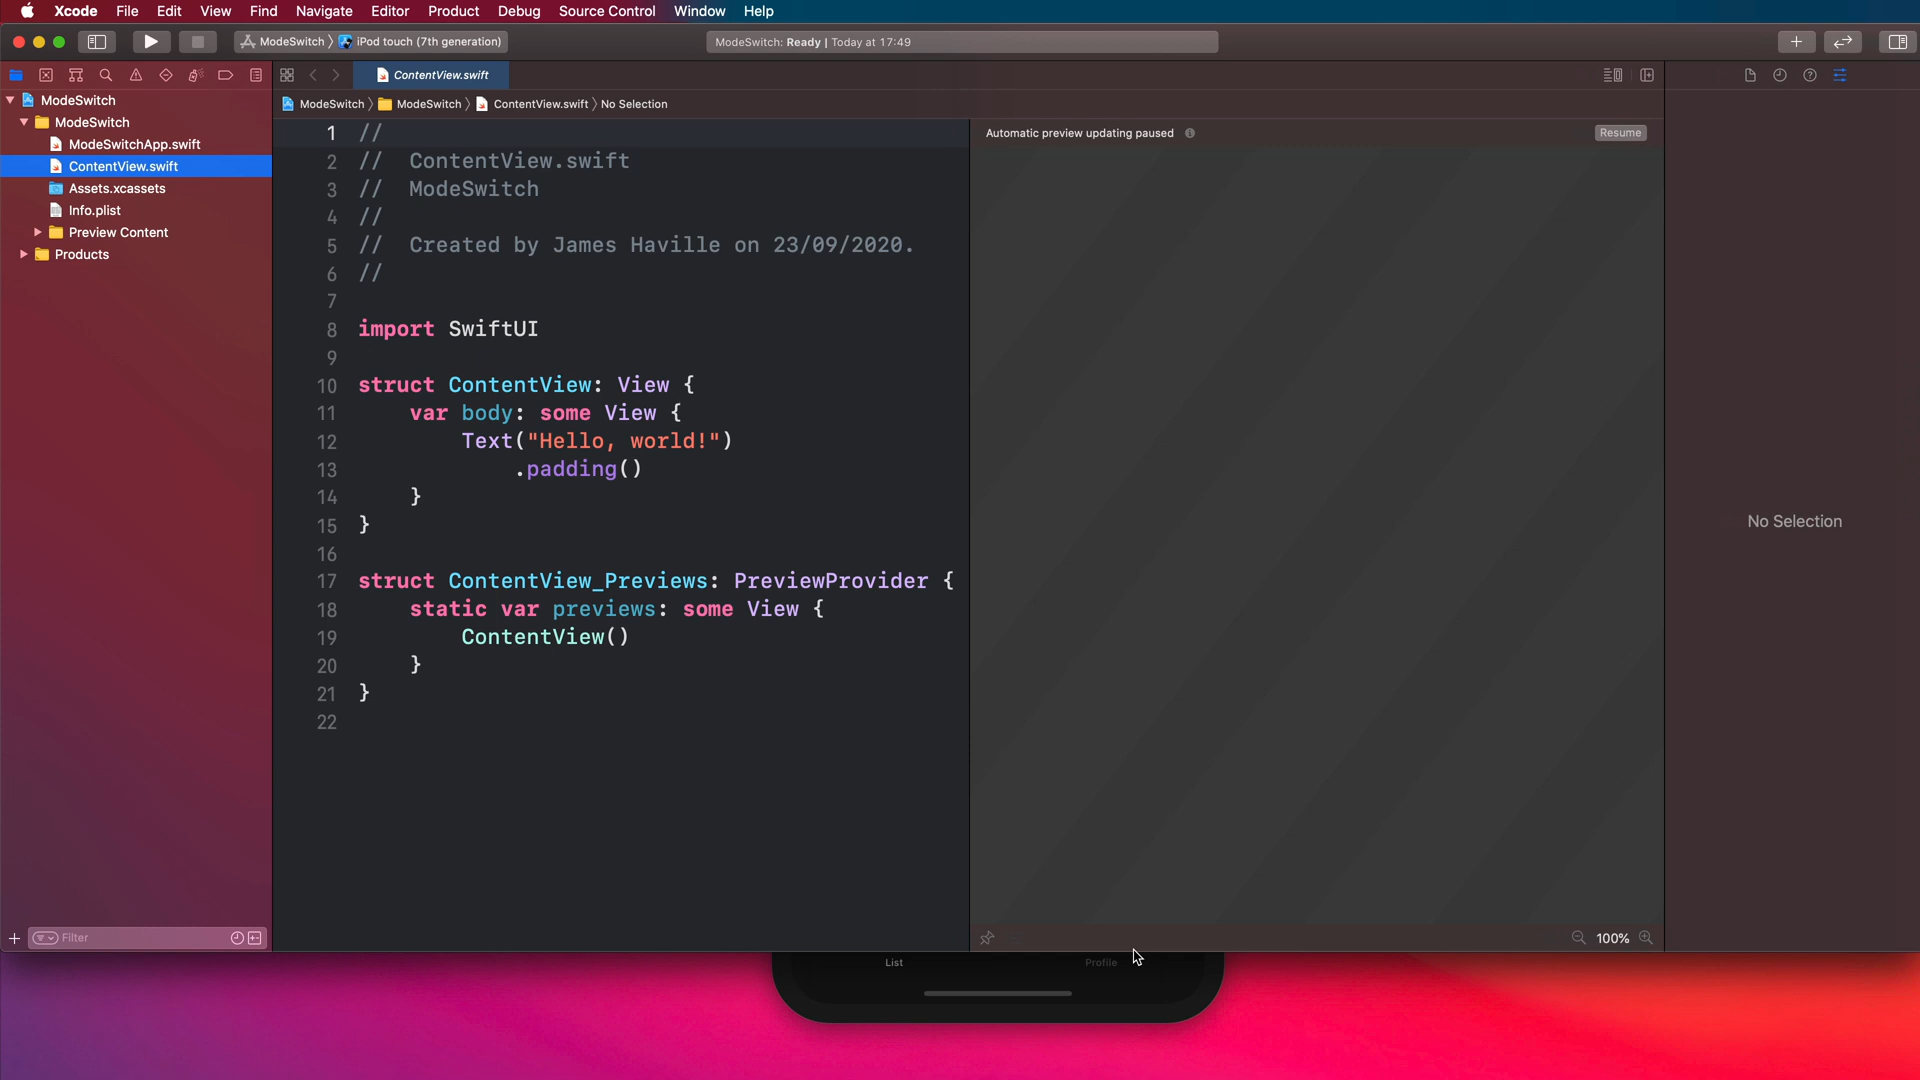 Xcode File Edit View Find Navigate Editor Product Debug Source Control Window Help
ModeSwitch iPod touch (7th generation)
ModeSwitch: Ready | Today at 17:49
ContentView.swift
ModeSwitch
ModeSwitch
ModeSwitchApp.swift
ContentView.swift
Assets.xcassets
Info.plist
Preview Content
Products
Filter
ModeSwitch ModeSwitch ContentView.swift No Selection
1 //
2 // ContentView.swift
3 // ModeSwitch
4 //
5 // Created by James Haville on 23/09/2020.
6 //
7
8 import SwiftUI
9
10 struct ContentView: View {
11 var body: some View {
12 Text("Hello, world!")
13 .padding()
14 }
15 }
16
17 struct ContentView_Previews: PreviewProvider {
18 static var previews: some View {
19 ContentView()
20 }
21 }
22
Automatic preview updating paused
Resume
100%
No Selection
List Profile